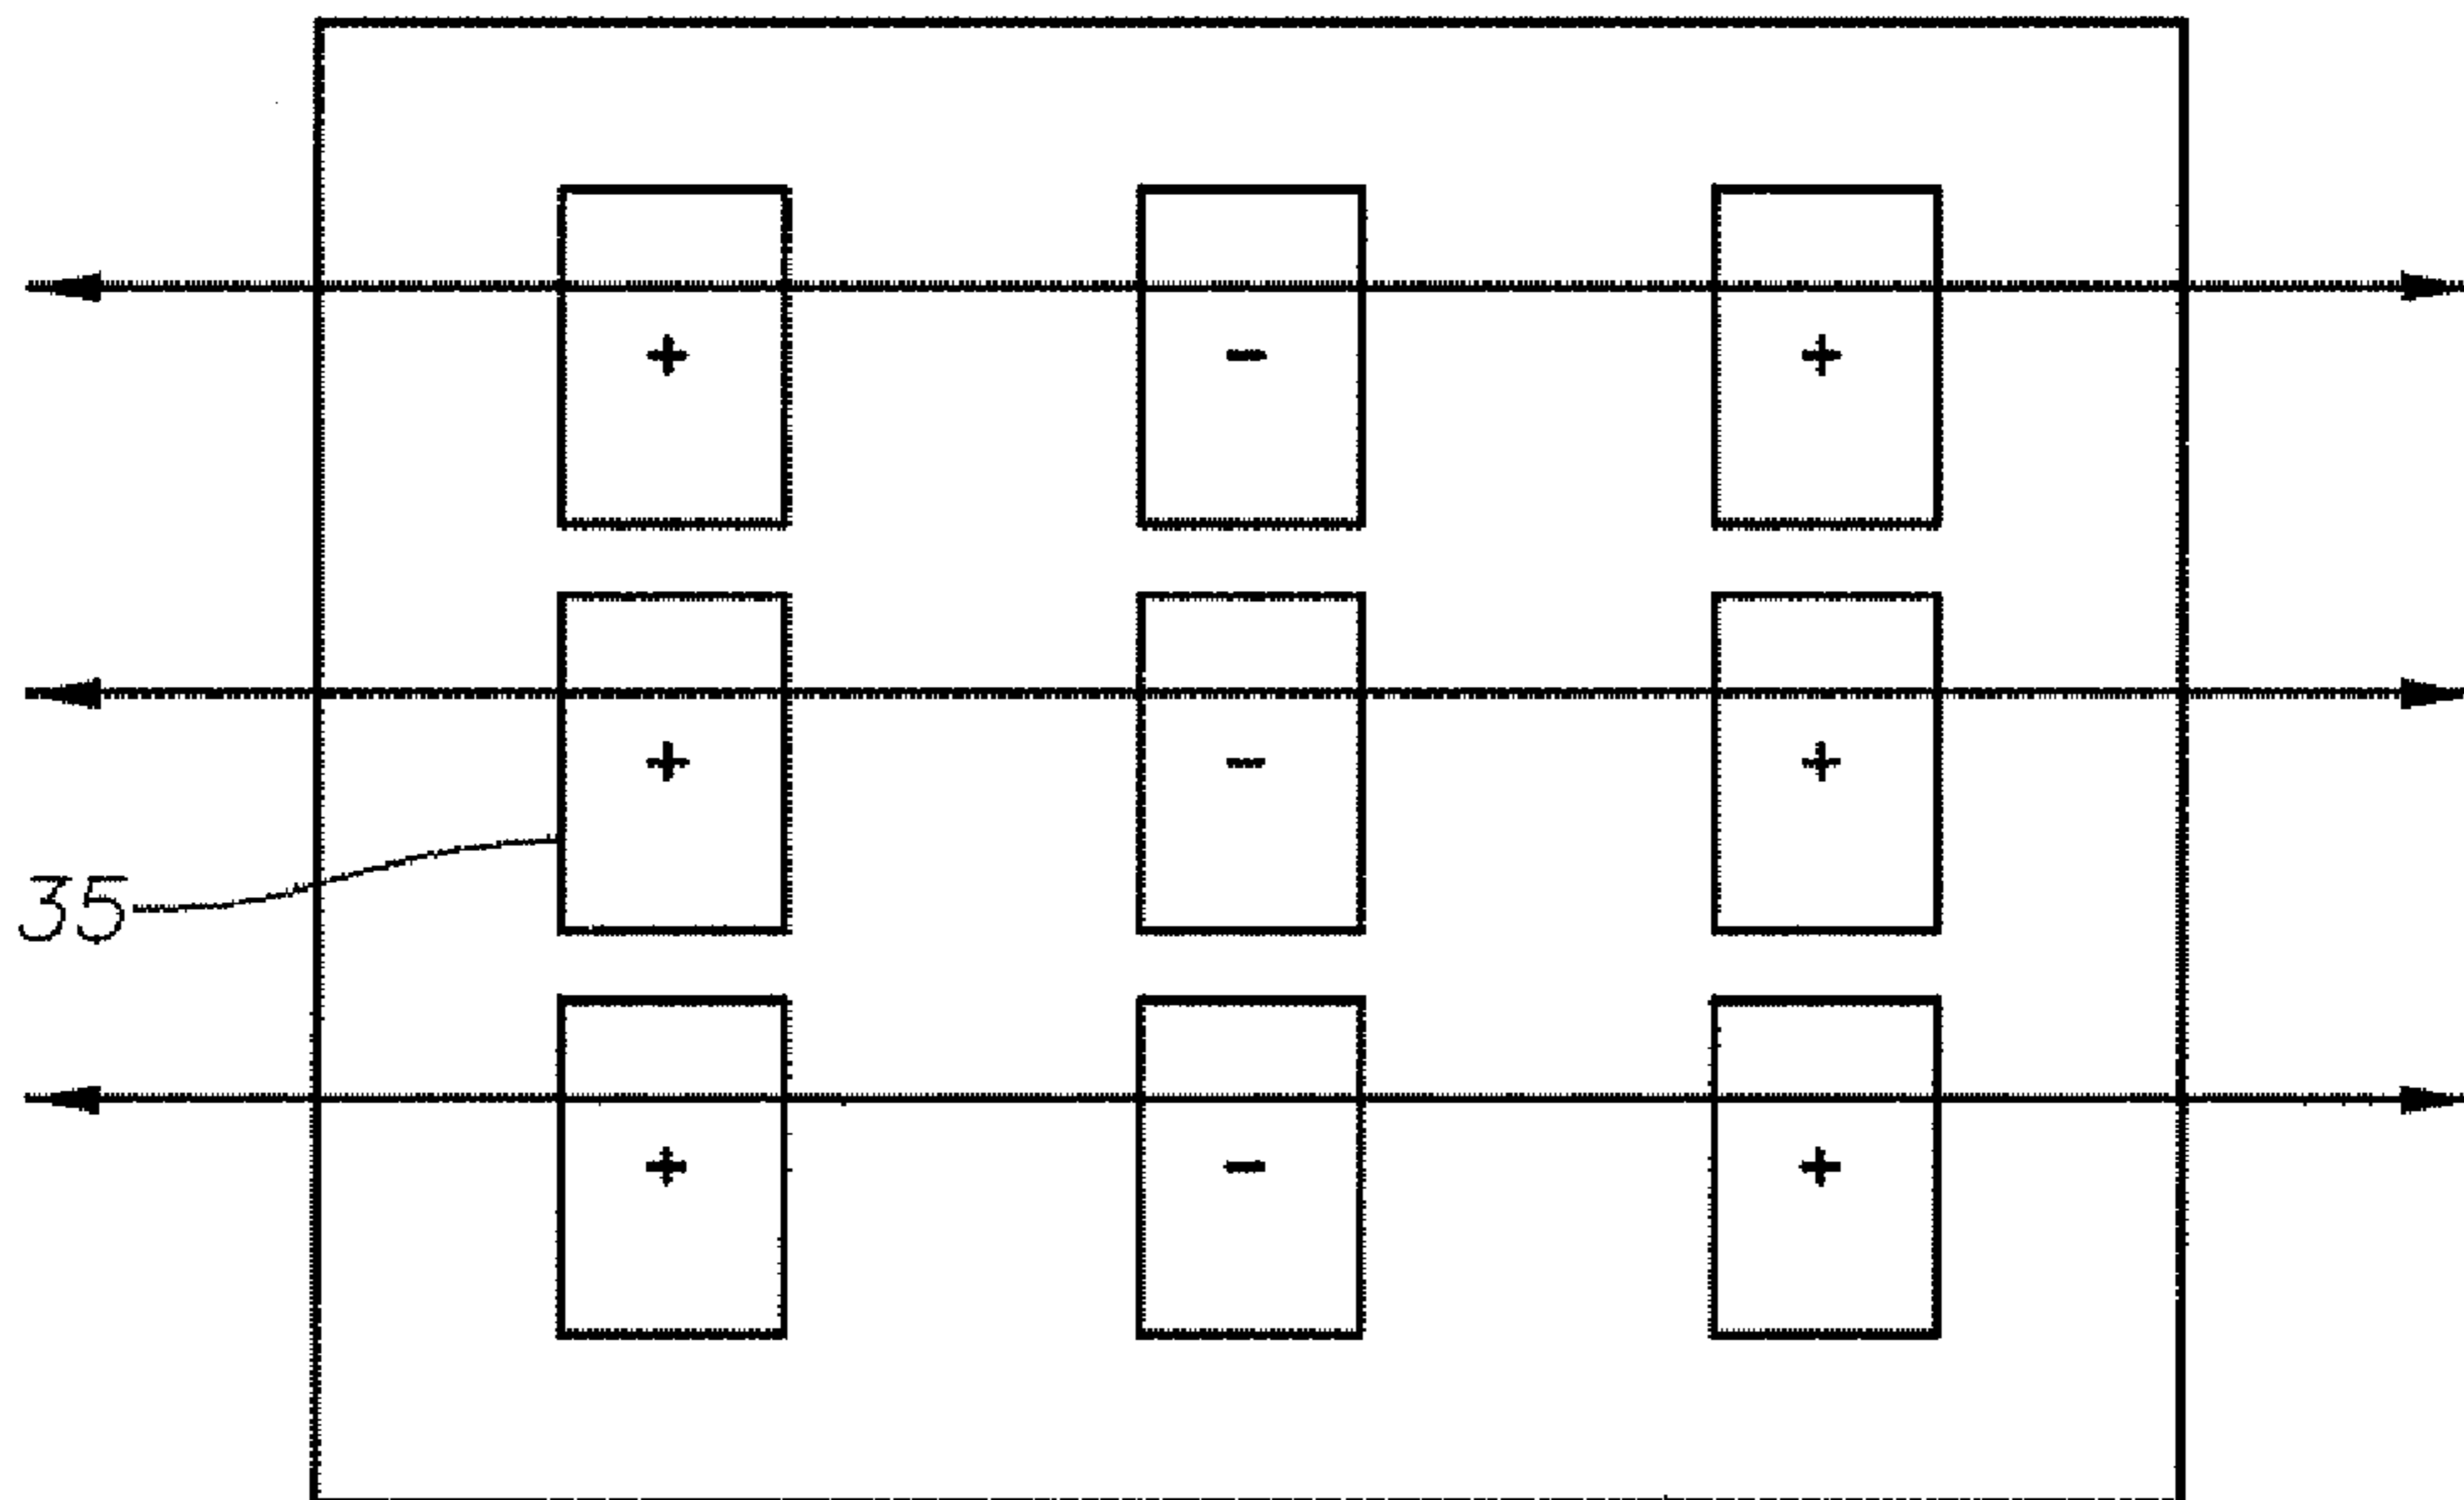 + − +
+ − +
35
+ − +